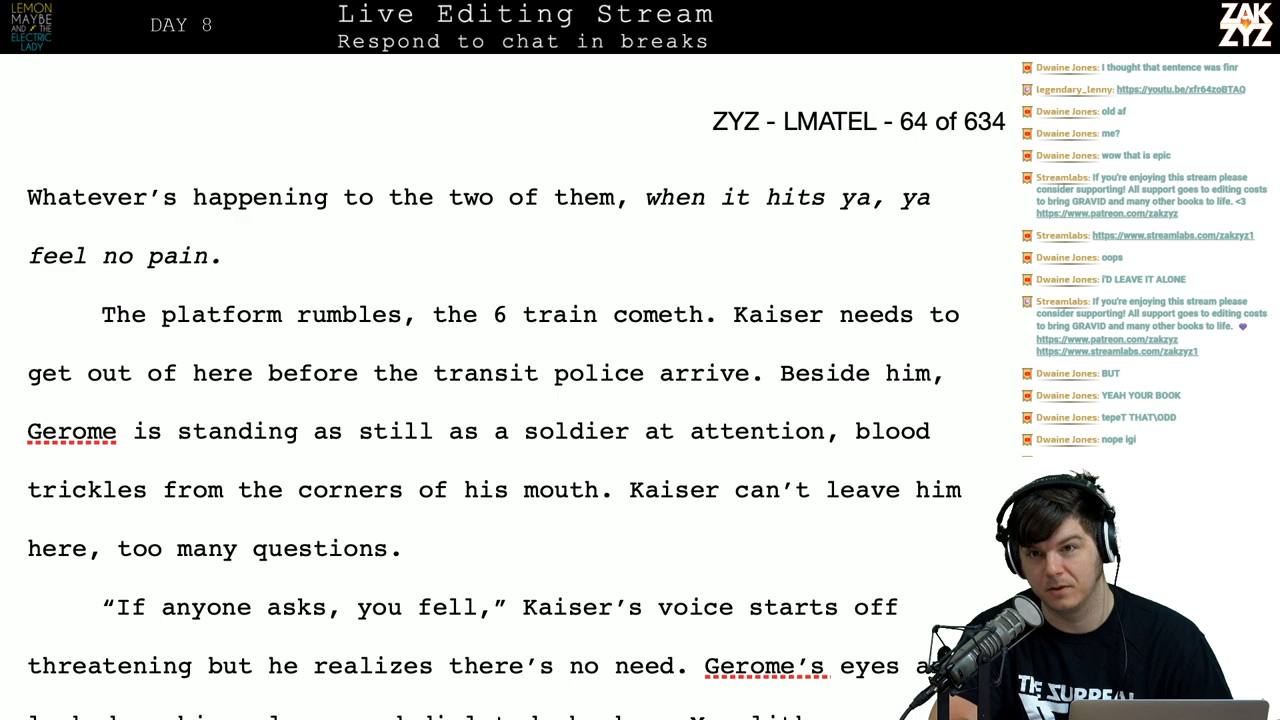 LEMON
MAYBE
AND THE
ELECTRIC
LADY
DAY 8
Live Editing Stream
Respond to chat in breaks
ZAK
ZYZ
ZYZ - LMATEL - 64 of 634
Whatever’s happening to the two of them, when it hits ya, ya
feel no pain.
The platform rumbles, the 6 train cometh. Kaiser needs to
get out of here before the transit police arrive. Beside him,
Gerome is standing as still as a soldier at attention, blood
trickles from the corners of his mouth. Kaiser can’t leave him
here, too many questions.
“If anyone asks, you fell,” Kaiser’s voice starts off
threatening but he realizes there’s no need. Gerome’s eyes
Dwaine Jones: I thought that sentence was finr
legendary_lenny: https://youtu.be/xfr64zoBTAQ
Dwaine Jones: old af
Dwaine Jones: me?
Dwaine Jones: wow that is epic
Streamlabs: If you're enjoying this stream please
consider supporting! All support goes to editing costs
to bring GRAVID and many other books to life. <3
https://www.patreon.com/zakzyz
Streamlabs: https://www.streamlabs.com/zakzyz1
Dwaine Jones: oops
Dwaine Jones: i'D LEAVE IT ALONE
Streamlabs: If you're enjoying this stream please
consider supporting! All support goes to editing costs
to bring GRAVID and many other books to life. 💜
https://www.patreon.com/zakzyz
https://www.streamlabs.com/zakzyz1
Dwaine Jones: BUT
Dwaine Jones: YEAH YOUR BOOK
Dwaine Jones: tepeT THAT\ODD
Dwaine Jones: nope igi
THE SURREAL